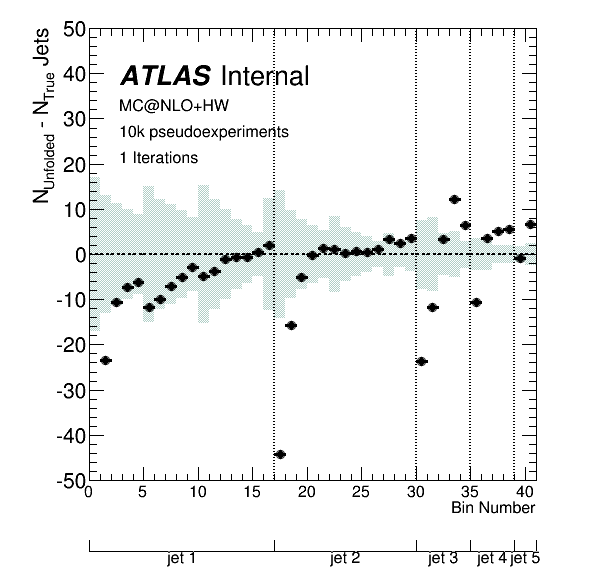 N_Unfolded - N_True Jets
50
40
30
20
10
0
-10
-20
-30
-40
-50
ATLAS Internal
MC@NLO+HW
10k pseudoexperiments
1 Iterations
0 5 10 15 20 25 30 35 40
Bin Number
jet 1 jet 2 jet 3 jet 4 jet 5